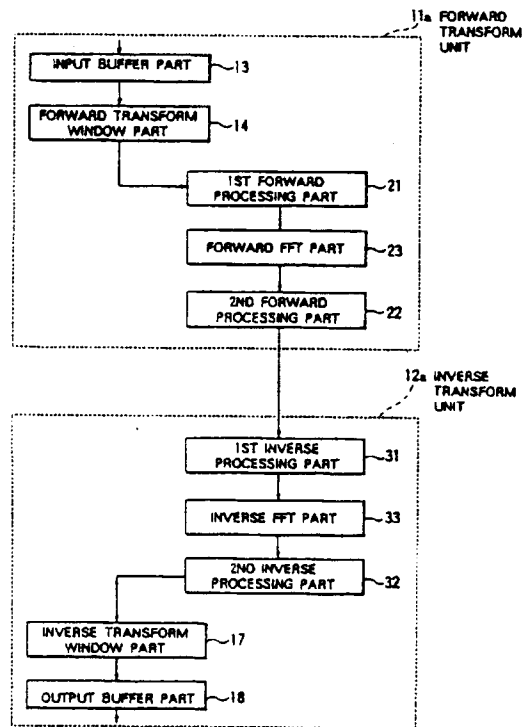 11a FORWARD
TRANSFORM
UNIT
INPUT BUFFER PART
13
FORWARD TRANSFORM
WINDOW PART
14
1ST FORWARD
PROCESSING PART
21
FORWARD FFT PART
23
2ND FORWARD
PROCESSING PART
22
12a INVERSE
TRANSFORM
UNIT
1ST INVERSE
PROCESSING PART
31
INVERSE FFT PART
33
2ND INVERSE
PROCESSING PART
32
INVERSE TRANSFORM
WINDOW PART
17
OUTPUT BUFFER PART
18